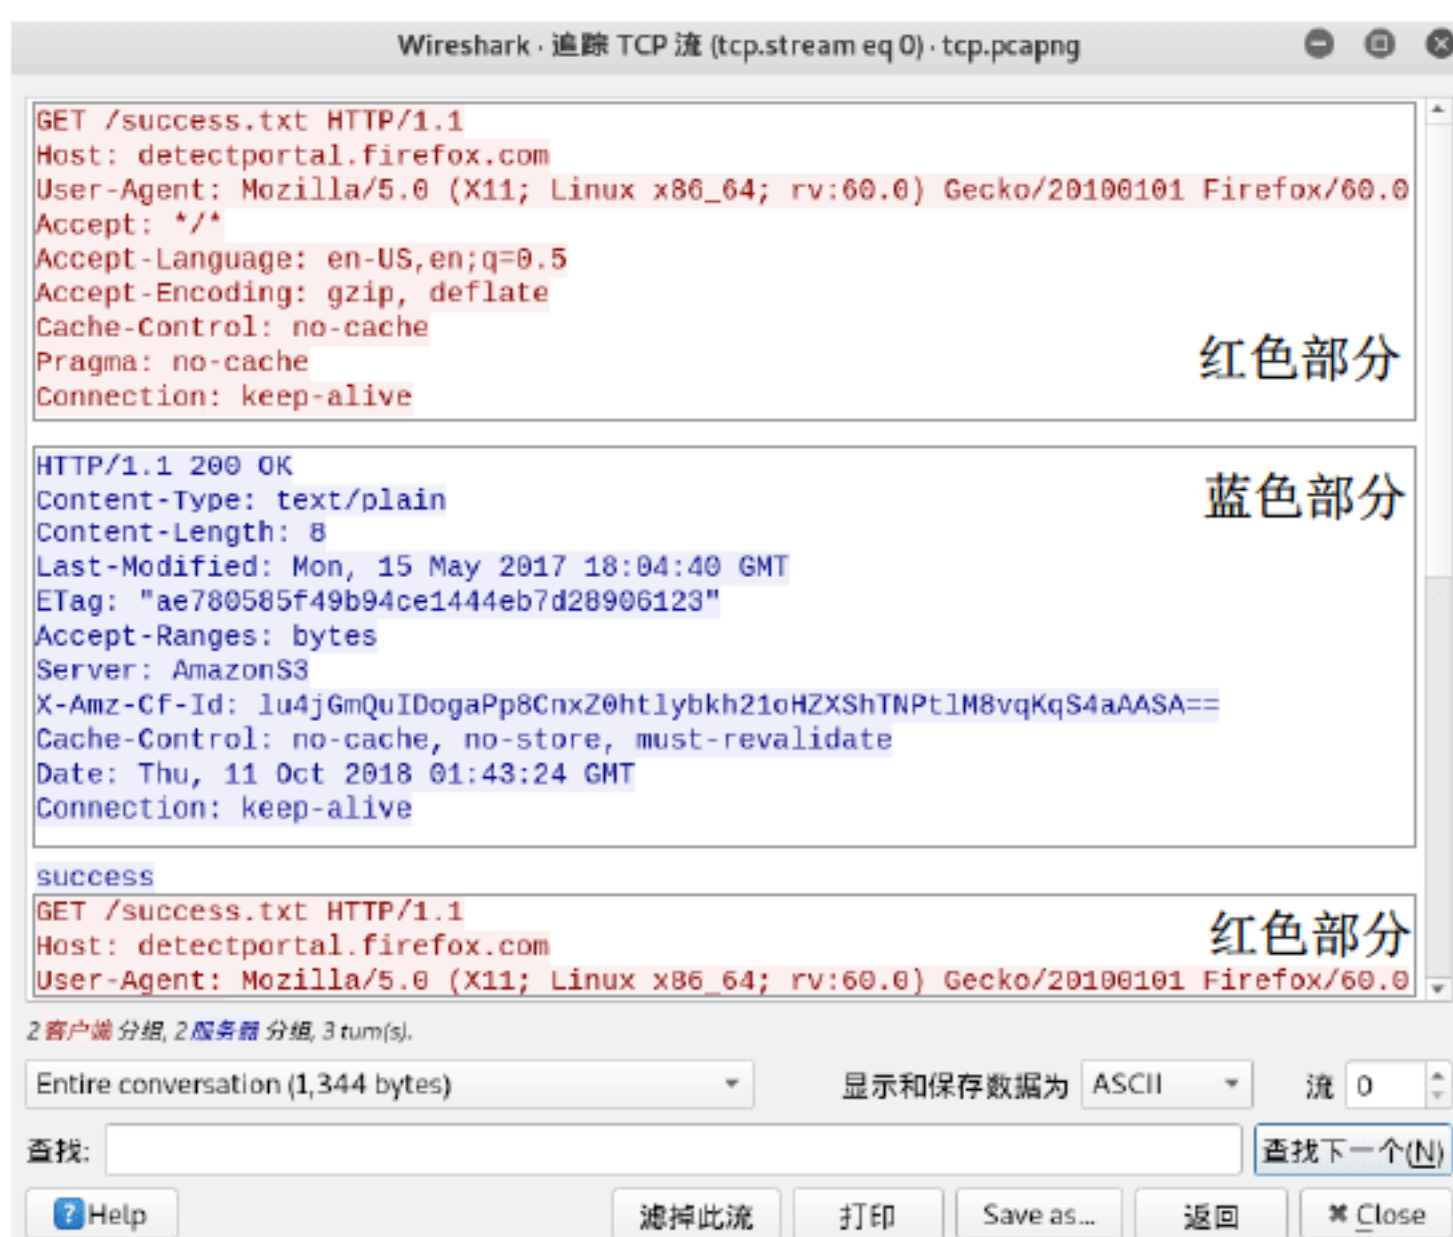 Wireshark · 追踪 TCP 流 (tcp.stream eq 0) · tcp.pcapng
GET /success.txt HTTP/1.1
Host: detectportal.firefox.com
User-Agent: Mozilla/5.0 (X11; Linux x86_64; rv:60.0) Gecko/20100101 Firefox/60.0
Accept: */*
Accept-Language: en-US,en;q=0.5
Accept-Encoding: gzip, deflate
Cache-Control: no-cache
Pragma: no-cache
Connection: keep-alive
红色部分
HTTP/1.1 200 OK
蓝色部分
Content-Type: text/plain
Content-Length: 8
Last-Modified: Mon, 15 May 2017 18:04:40 GMT
ETag: "ae780585f49b94ce1444eb7d28906123"
Accept-Ranges: bytes
Server: AmazonS3
X-Amz-Cf-Id: lu4jGmQuIDogaPp8CnxZ0htlybkh21oHZXShTNPtlM8vqKqS4aAASA==
Cache-Control: no-cache, no-store, must-revalidate
Date: Thu, 11 Oct 2018 01:43:24 GMT
Connection: keep-alive
success
GET /success.txt HTTP/1.1
红色部分
Host: detectportal.firefox.com
User-Agent: Mozilla/5.0 (X11; Linux x86_64; rv:60.0) Gecko/20100101 Firefox/60.0
2 客户端 分组, 2 服务器 分组, 3 turn(s).
Entire conversation (1,344 bytes) 显示和保存数据为 ASCII 流 0
查找: 查找下一个(N)
Help 滤掉此流 打印 Save as... 返回 Close